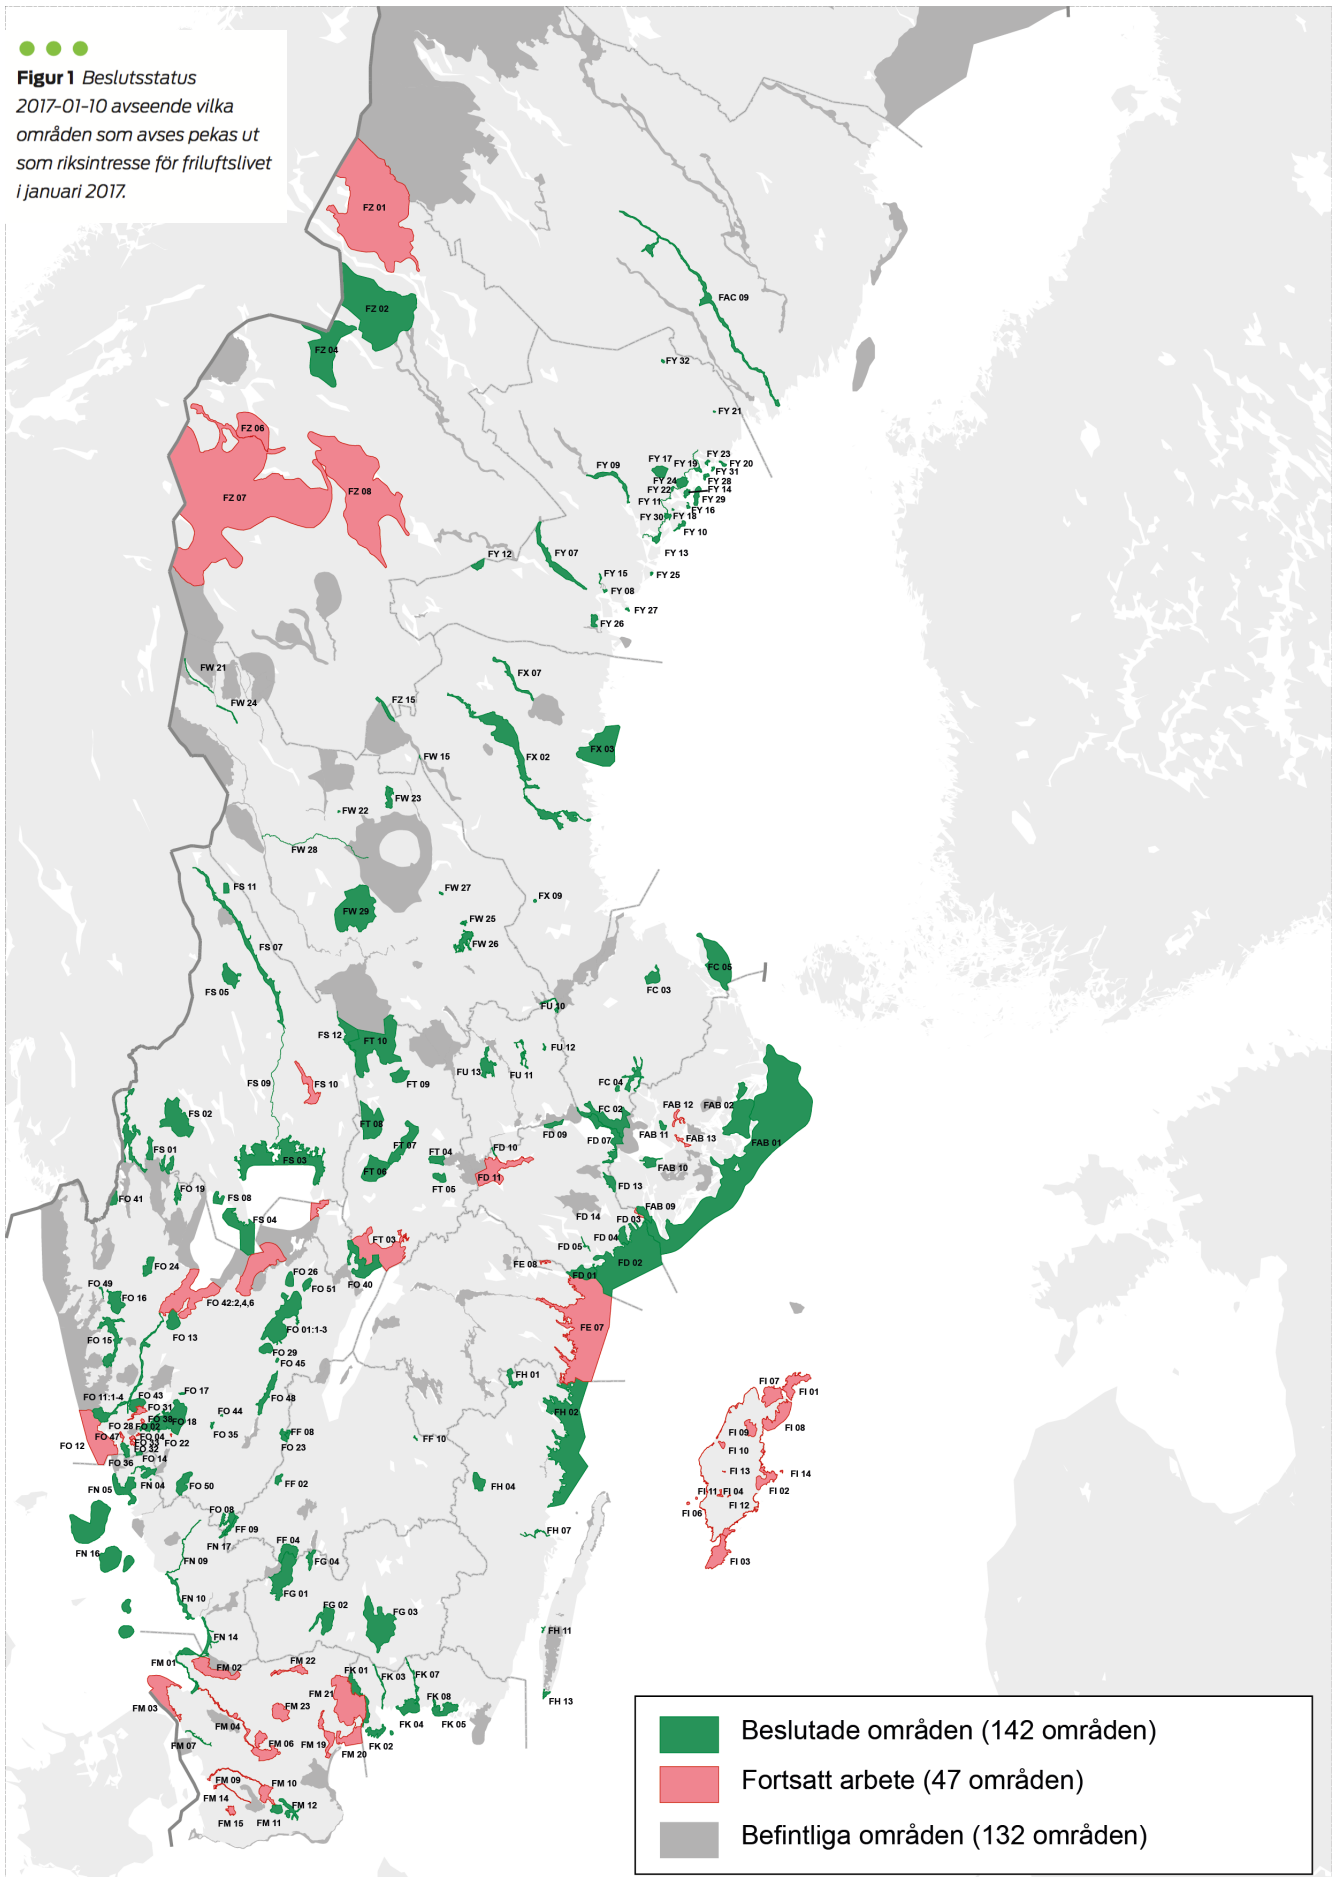 Figur 1 Beslutsstatus
2017-01-10 avseende vilka
områden som avses pekas ut
som riksintresse för friluftslivet
i januari 2017.
FZ 01
FAC 09
FZ 02
FZ 04
FY 32
FY 21
FZ 06
FZ 07
FZ 08
FY 09
FY 17
FY 23
FY 19
FY 20
FY 31
FY 24
FY 28
FY 22
FY 14
FY 11
FY 29
FY 16
FY 30
FY 18
FY 10
FY 12
FY 07
FY 13
FY 15
FY 25
FY 08
FY 27
FY 26
FW 21
FX 07
FW 24
FZ 15
FX 03
FX 02
FW 15
FW 23
FW 22
FW 28
FS 11
FW 27
FX 09
FW 29
FW 25
FW 26
FS 07
FS 05
FC 05
FC 03
FU 10
FS 12
FT 10
FU 12
FU 13
FU 11
FS 09
FS 10
FT 09
FC 04
FS 02
FC 02
FAB 12
FAB 02
FT 08
FD 09
FAB 11
FAB 13
FD 07
FAB 01
FT 07
FS 01
FT 04
FD 10
FS 03
FT 06
FAB 10
FD 11
FT 05
FO 19
FD 13
FO 41
FS 08
FAB 09
FS 04
FD 14
FD 03
FT 03
FD 04
FD 05
FE 08
FD 02
FO 24
FO 26
FD 01
FO 49
FO 51
FO 40
FO 16
FO 42:2,4,6
FE 07
FO 15
FO 13
FO 01:1-3
FO 29
FO 45
FH 01
FI 07
FI 01
FO 11:1-4
FO 43
FO 17
FO 48
FO 31
FO 44
FH 02
FO 38
FO 18
FO 28
FO 02
FI 08
FI 09
FO 47
FO 04
FO 35
FF 08
FF 10
FO 12
FO 33
FO 22
FO 23
FI 10
FO 32
FO 36
FO 14
FI 13
FI 14
FN 05
FN 04
FO 50
FF 02
FH 04
FI 02
FI 11
FI 04
FI 12
FI 06
FO 08
FF 09
FH 07
FN 17
FF 04
FN 16
FN 09
FG 04
FI 03
FG 01
FN 10
FG 02
FG 03
FH 11
FN 14
FM 01
FM 02
FM 22
FK 01
FK 03
FK 07
FM 21
FK 08
FH 13
FM 03
FM 23
FM 04
FK 04
FK 05
FM 07
FM 06
FM 19
FK 02
FM 20
FM 09
FM 10
FM 14
FM 12
FM 15
FM 11
Beslutade områden (142 områden)
Fortsatt arbete (47 områden)
Befintliga områden (132 områden)